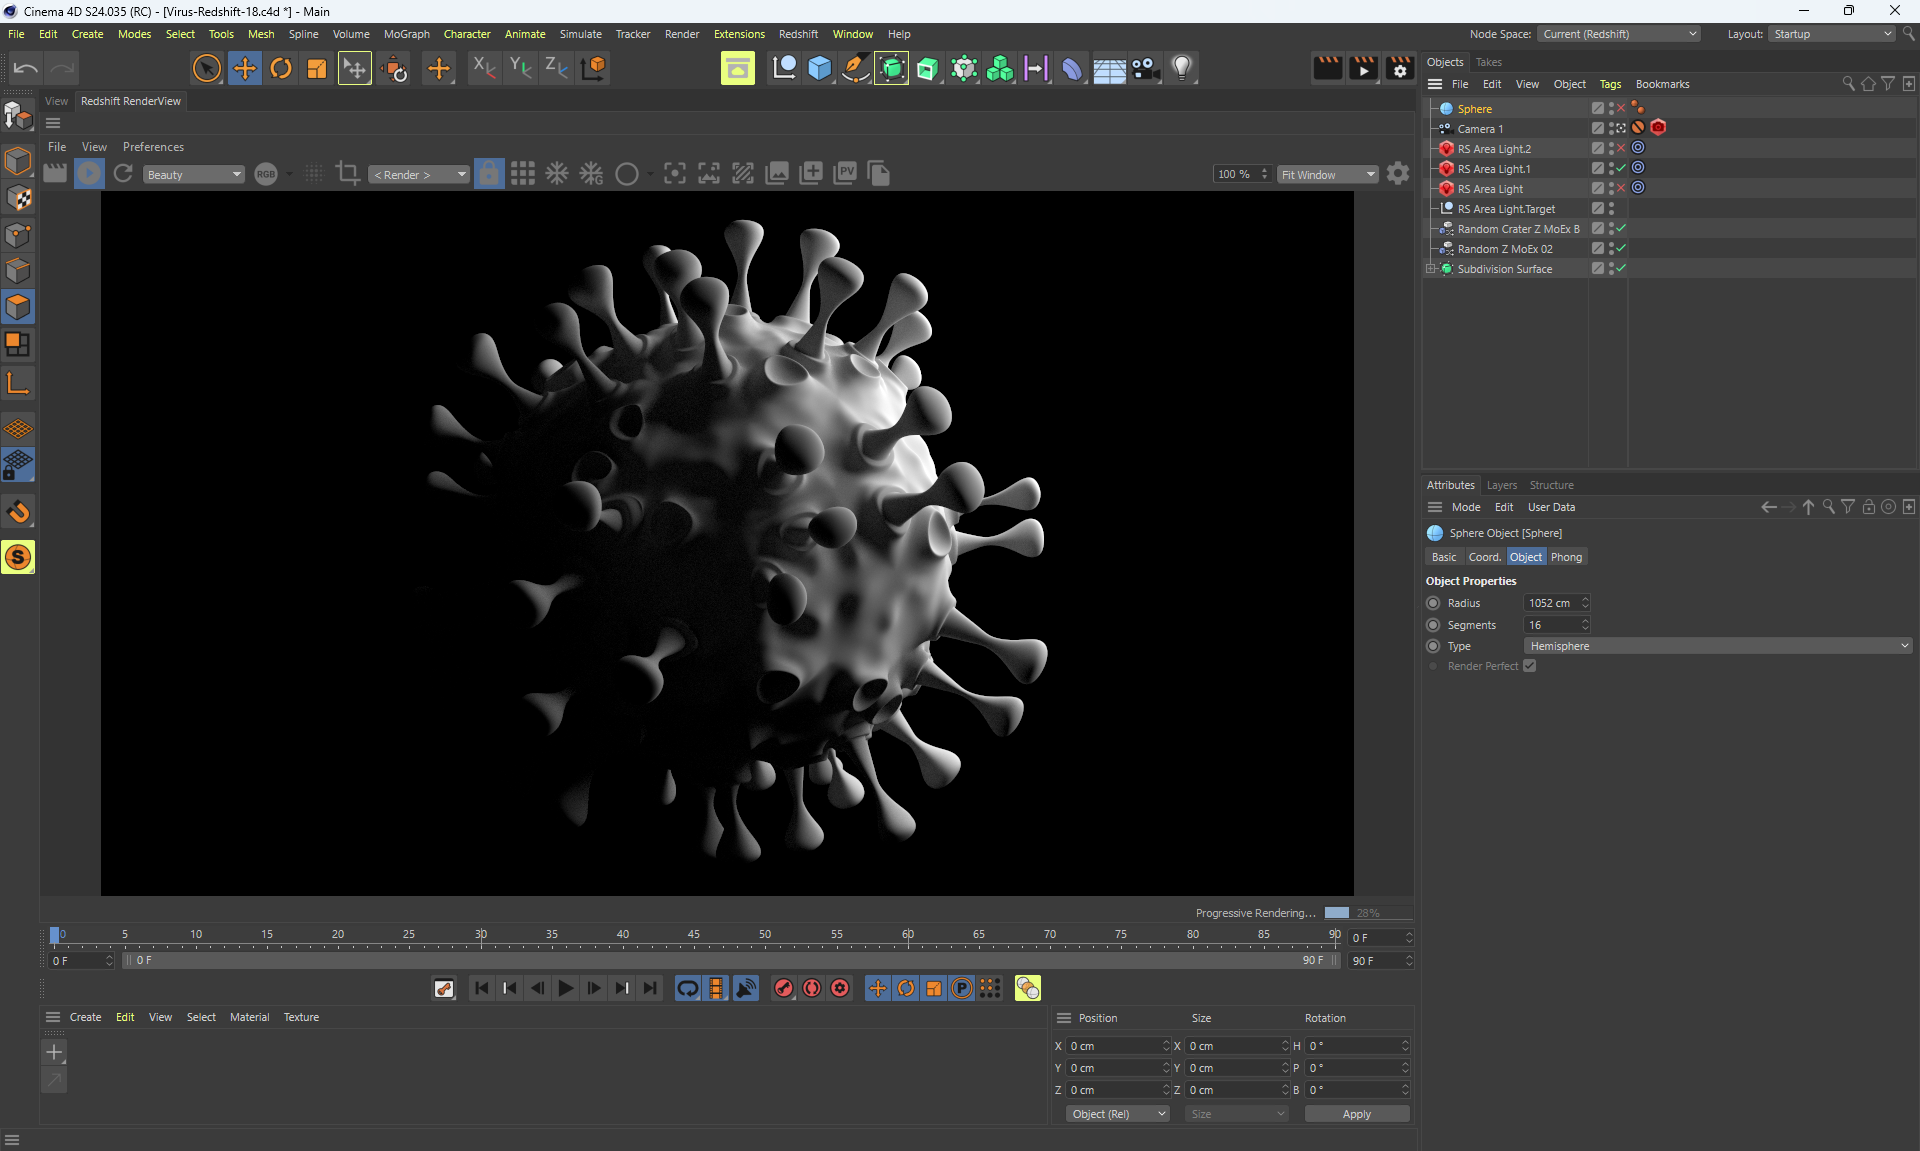 Cinema 4D S24.035 (RC) - [Virus-Redshift-18.c4d *] - Main
File Edit Create Modes Select Tools Mesh Spline Volume MoGraph Character Animate Simulate Tracker Render Extensions Redshift Window Help
Node Space: Current (Redshift) Layout: Startup
X Y Z
View Redshift RenderView
File View Preferences
Beauty RGB < Render > G PV 100 % Fit Window
Progressive Rendering... 28%
0 5 10 15 20 25 30 35 40 45 50 55 60 65 70 75 80 85 90 0 F
0 F 0 F 90 F 90 F
P
Create Edit View Select Material Texture
Position Size Rotation
X 0 cm X 0 cm H 0 °
Y 0 cm Y 0 cm P 0 °
Z 0 cm Z 0 cm B 0 °
Object (Rel) Size Apply
Objects Takes
File Edit View Object Tags Bookmarks
Sphere
Camera 1
RS Area Light.2
RS Area Light.1
RS Area Light
RS Area Light.Target
Random Crater Z MoEx B
Random Z MoEx 02
Subdivision Surface
Attributes Layers Structure
Mode Edit User Data
Sphere Object [Sphere]
Basic Coord. Object Phong
Object Properties
Radius 1052 cm
Segments 16
Type Hemisphere
Render Perfect
S